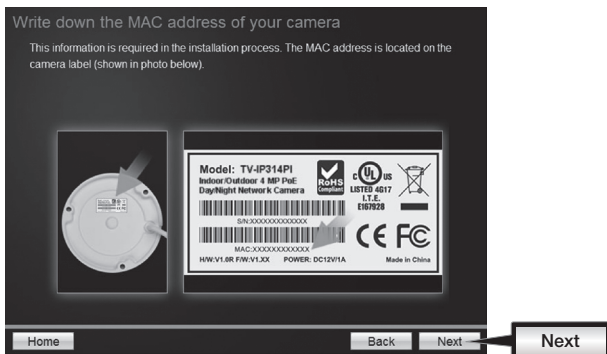 Write down the MAC address of your camera
This information is required in the installation process. The MAC address is located on the
camera label (shown in photo below).
Model: TV-IP314PI
Indoor/Outdoor 4 MP PoE
Day/Night Network Camera
RoHS
Compliant
C UL US
LISTED 4G17
I.T.E.
E167928
S/N:XXXXXXXXXXXXX
MAC:XXXXXXXXXXXX
H/W:V1.0R F/W:V1.XX POWER: DC12V/1A
CE FC
Made in China
Home
Back
Next
Next